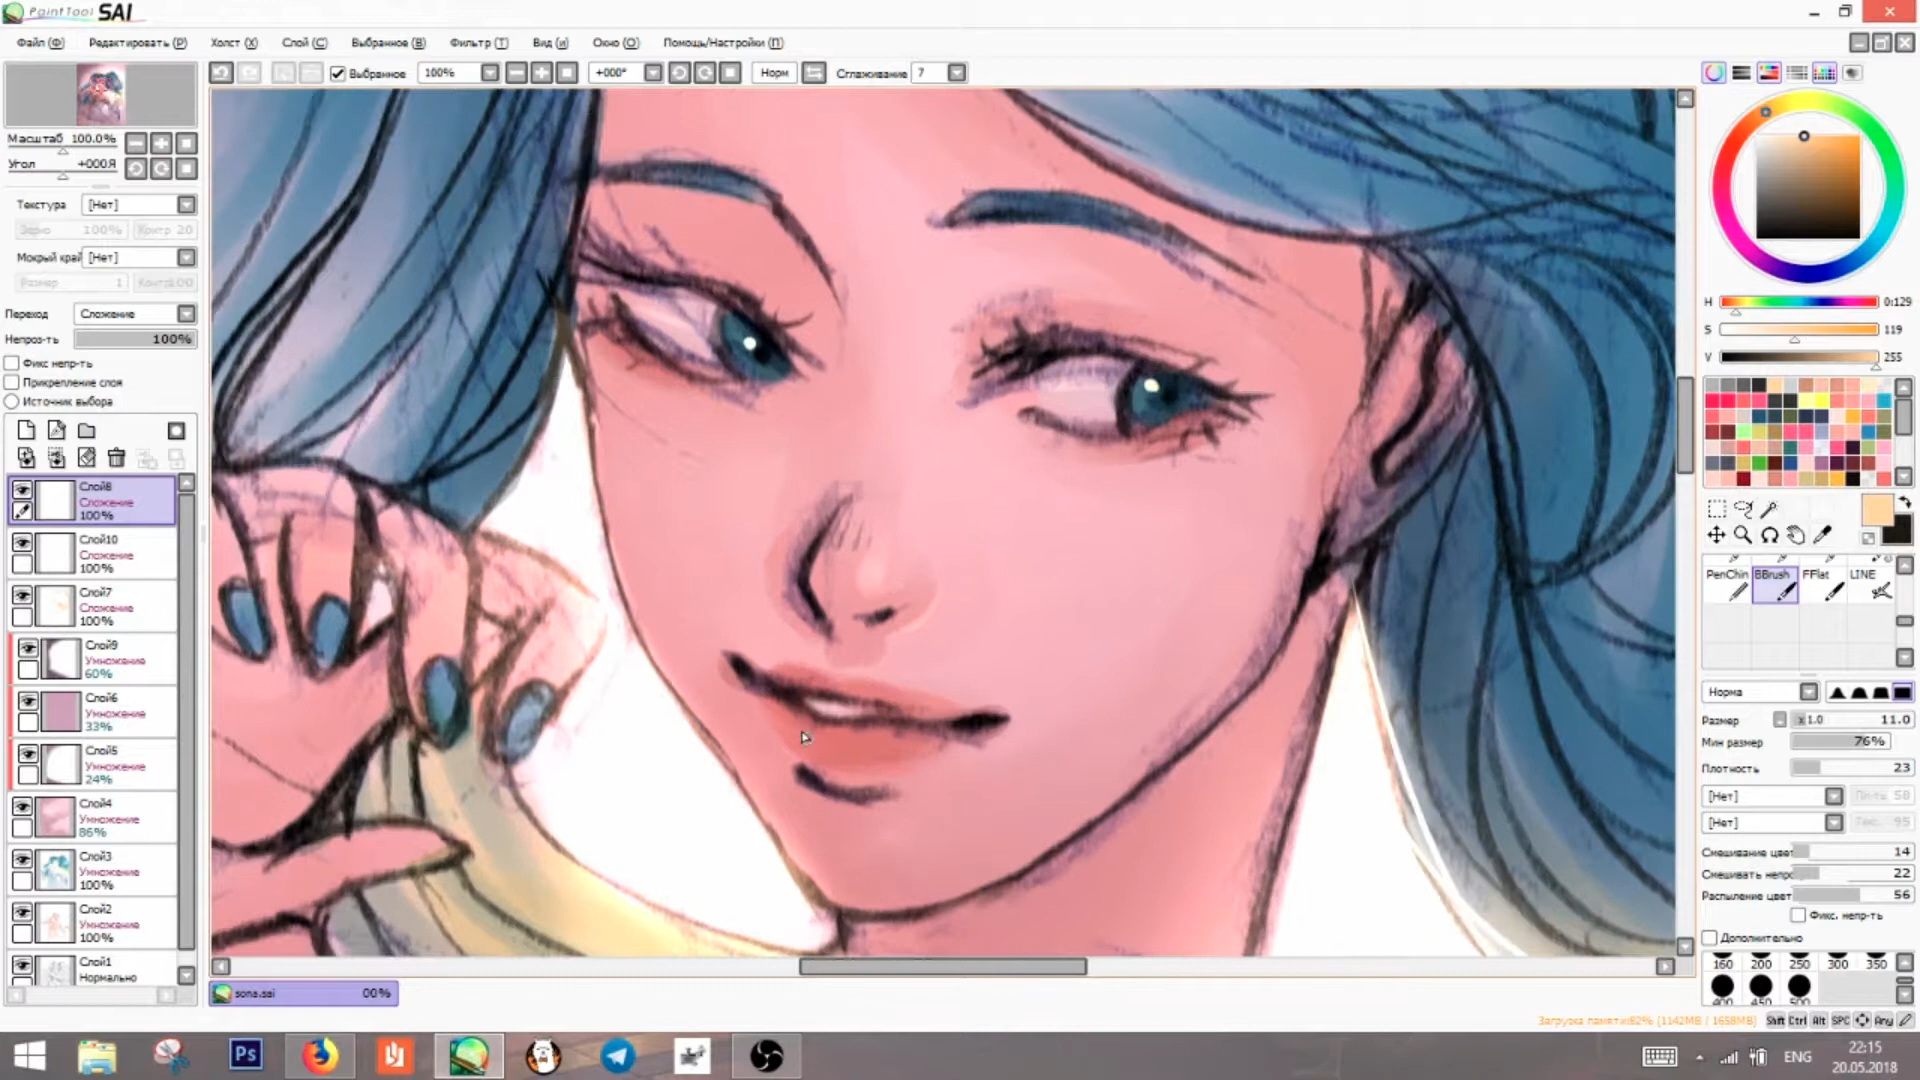 PaintTool SAI
Файл (Ф) Редактировать (Р) Холст (Х) Слой (С) Выбранное (В) Фильтр (Т) Вид (и) Окно (О) Помощь/Настройки (П)
Выбранное 100% +000° Норм Сглаживание 7
Масштаб 100.0%
Угол +000Я
Текстура [Нет]
Зерно 100% Контр 20
Мокрый край [Нет]
Размер 1
Переход Сложение
Непроз-ть 100%
Фикс непр-ть
Прикрепление слоя
Источник выбора
Слой8
Сложение
100%
Слой10
Сложение
100%
Слой7
Сложение
100%
Слой9
Умножение
60%
Слой6
Умножение
33%
Слой5
Умножение
24%
Слой4
Умножение
86%
Слой3
Умножение
100%
Слой2
Умножение
100%
Слой1
Нормально
sona.sai 00%
H 0:129
S 119
V 255
PenChin BBrush FFlat LINE
Норма
Размер x 1.0 11.0
Мин размер 76%
Плотность 23
[Нет]
[Нет]
Смешивание цвет 14
Смешивать непро 22
Распыление цвет 56
Фикс. непр-ть
Дополнительно
160 200 250 300 350
400 450 500
Загрузка памяти:82% [1142MB / 1658MB] Shift Ctrl Alt SPC Any
Ps
ENG
22:15
20.05.2018